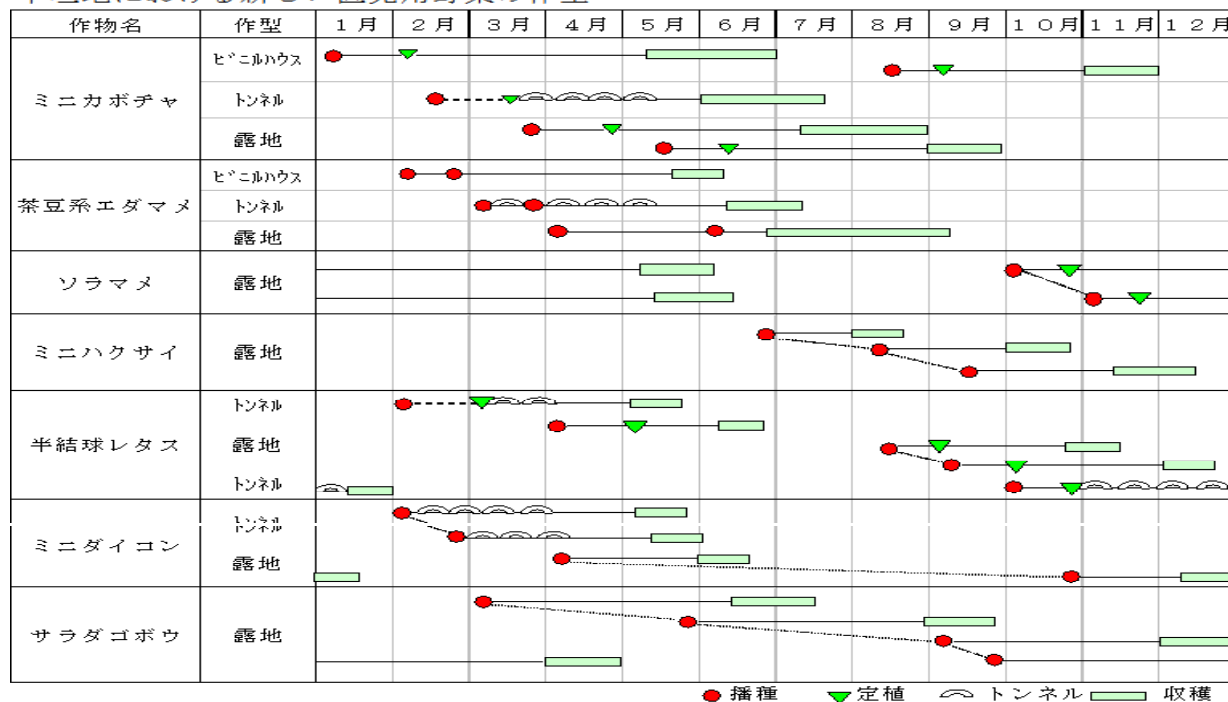 作物名 作型 1月 2月 3月 4月 5月 6月 7月 8月 9月 10月 11月 12月
ミニカボチャ
ビニルハウス
トンネル
露地
茶豆系エダマメ
ビニルハウス
トンネル
露地
ソラマメ 露地
ミニハクサイ 露地
半結球レタス
トンネル
露地
トンネル
ミニダイコン
トンネル
露地
サラダゴボウ 露地
播種 定植 トンネル 収穫